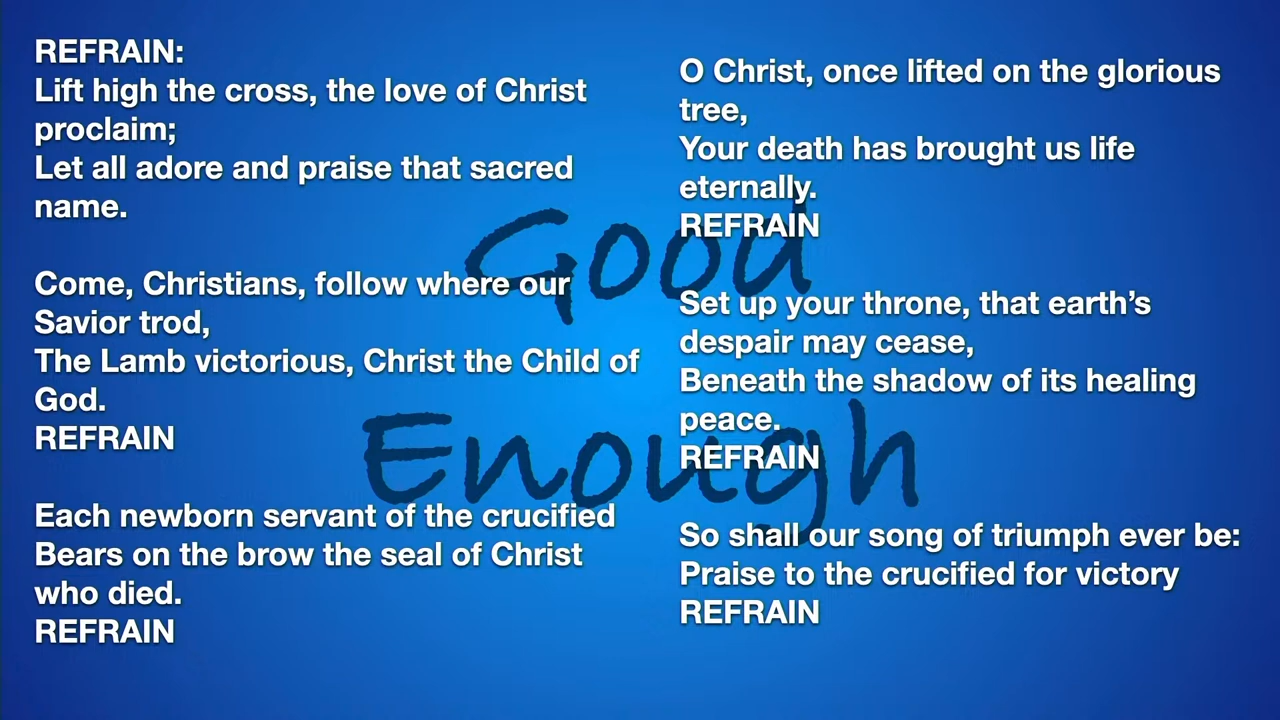 REFRAIN:
Lift high the cross, the love of Christ
proclaim;
Let all adore and praise that sacred
name.
Come, Christians, follow where our
Savior trod,
The Lamb victorious, Christ the Child of
God.
REFRAIN
Each newborn servant of the crucified
Bears on the brow the seal of Christ
who died.
REFRAIN
O Christ, once lifted on the glorious
tree,
Your death has brought us life
eternally.
REFRAIN
Set up your throne, that earth’s
despair may cease,
Beneath the shadow of its healing
peace.
REFRAIN
So shall our song of triumph ever be:
Praise to the crucified for victory
REFRAIN
Good
Enough